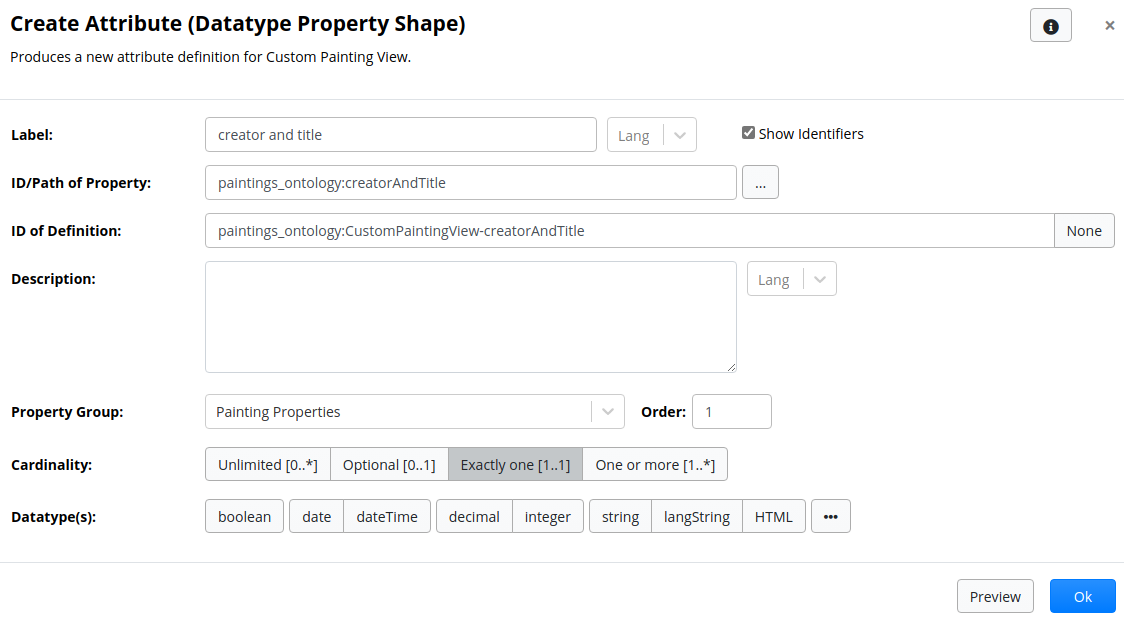 Create Attribute (Datatype Property Shape)
Produces a new attribute definition for Custom Painting View.
Label: creator and title Lang Show Identifiers
ID/Path of Property: paintings_ontology:creatorAndTitle ...
ID of Definition: paintings_ontology:CustomPaintingView-creatorAndTitle None
Description: Lang
Property Group: Painting Properties Order: 1
Cardinality: Unlimited [0..*] Optional [0..1] Exactly one [1..1] One or more [1..*]
Datatype(s): boolean date dateTime decimal integer string langString HTML •••
Preview Ok